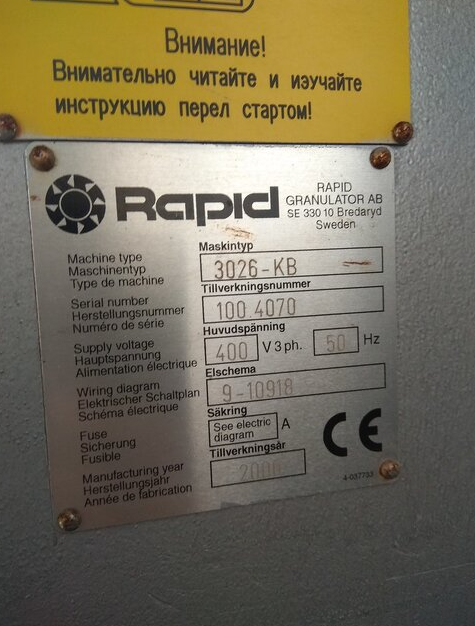 Внимание!
Внимательно читайте и изучайте
инструкцию перел стартом!
Rapid
RAPID
GRANULATOR AB
SE 330 10 Bredaryd
Sweden
Maskintyp
Machine type
Maschinentyp
Type de machine
3026-KB
Tillverkningsnummer
Serial number
Herstellungsnummer
Numéro de série
100.4070
Huvudspänning
Supply voltage
Hauptspannung
Alimentation électrique
400 V 3 ph. 50 Hz
Elschema
Wiring diagram
Elektrischer Schaltplan
Schéma électrique
9-10918
Säkring
Fuse
Sicherung
Fusible
See electric
diagram
A
Tillverkningsår
Manufacturing year
Herstellungsjahr
Année de fabrication
CE
4-037753